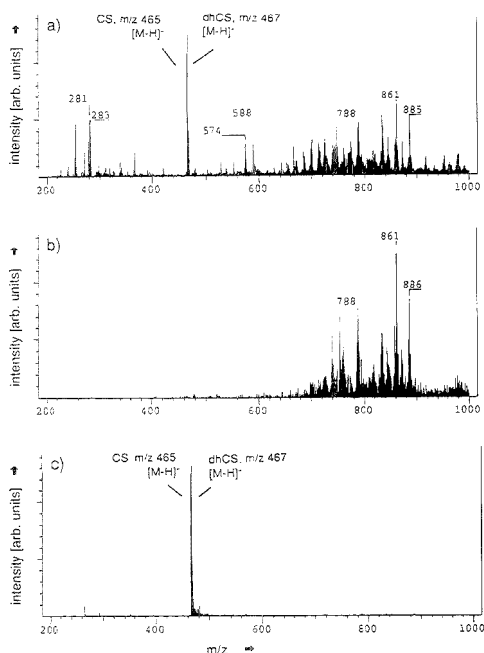 a)
CS, m/z 465
[M-H]⁻
dhCS, m/z 467
[M-H]⁻
281
283
574
588
788
861
885
intensity [arb. units]
200 400 600 800 1000
b)
788
861
886
intensity [arb. units]
200 400 600 800 1000
c)
CS m/z 465
[M-H]⁻
dhCS, m/z 467
[M-H]⁻
intensity [arb. units]
200 400 600 800 1000
m/z